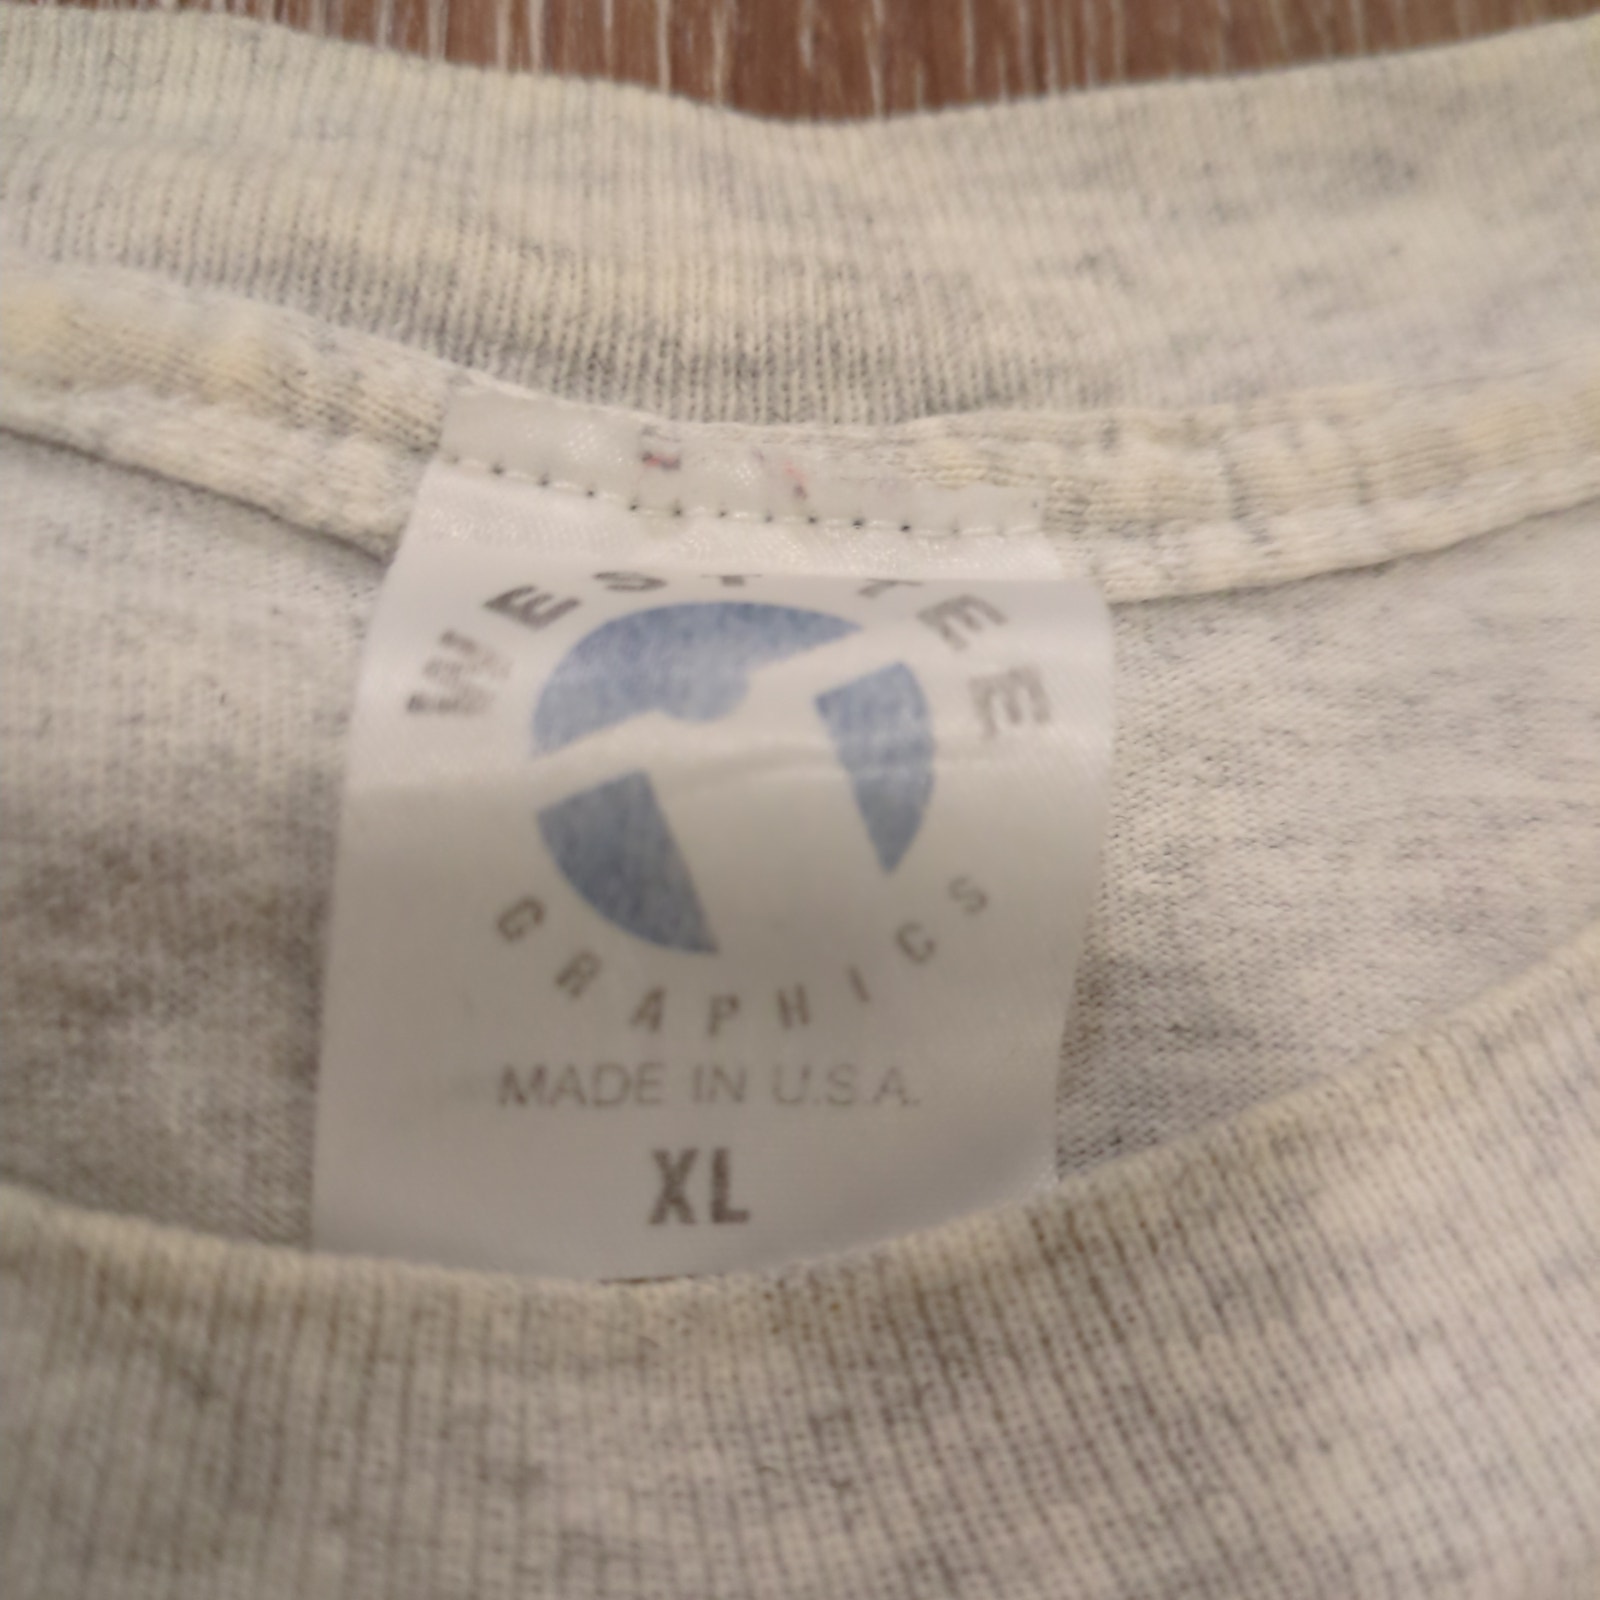 WEST TEE
GRAPHICS
MADE IN U.S.A.
XL